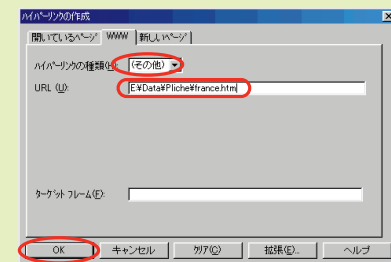 ハイパーリンクの作成
開いているページ WWW 新しいページ
ハイパーリンクの種類(H): (その他)
URL (U): E:¥Data¥Pliche¥france.htm
ターゲット フレーム(F):
OK キャンセル クリア(C) 拡張(E)... ヘルプ